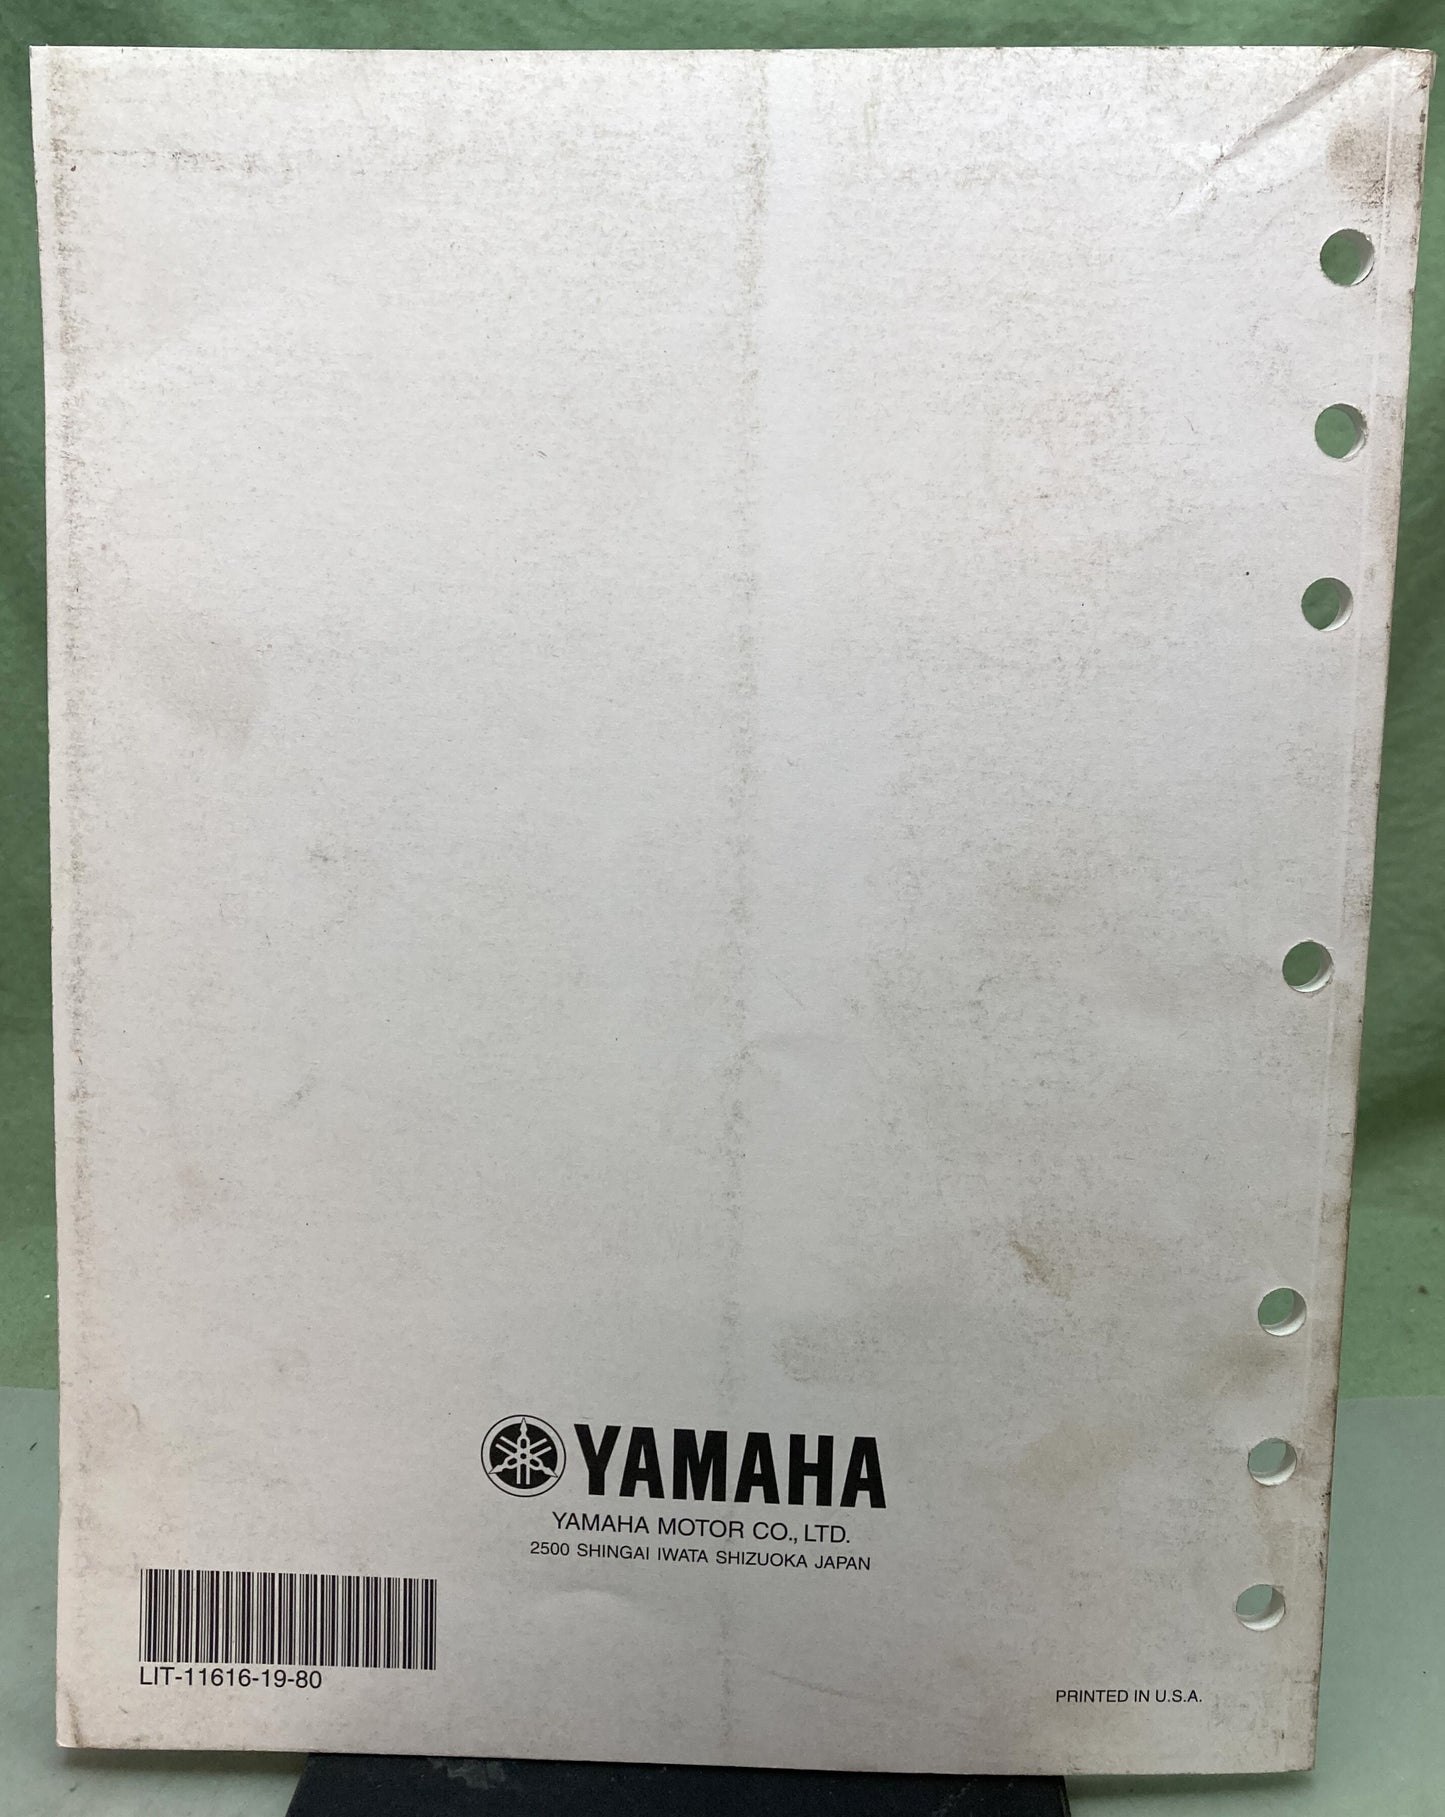 YAMAHA
YAMAHA MOTOR CO., LTD.
2500 SHINGAI IWATA SHIZUOKA JAPAN
LIT-11616-19-80
PRINTED IN U.S.A.